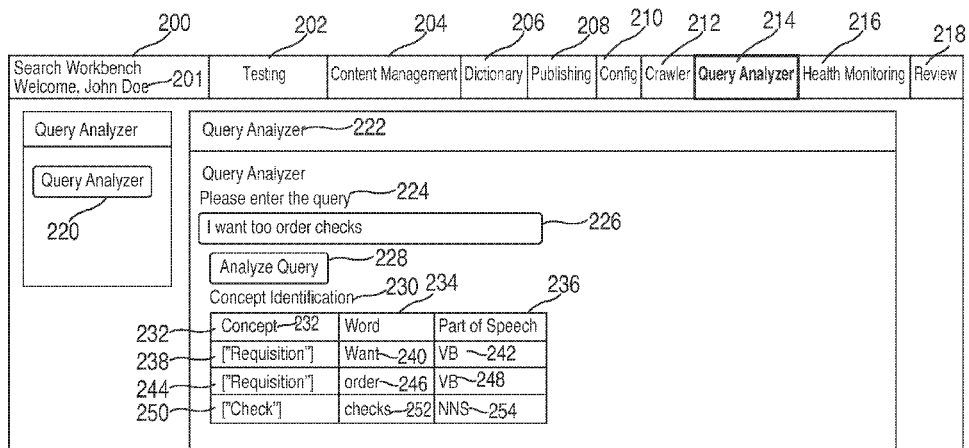 200 202 204 206 208 210 212 214 216 218
Search Workbench Testing Content Management Dictionary Publishing Config Crawler Query Analyzer Health Monitoring Review
Welcome, John Doe 201
Query Analyzer
Query Analyzer
220
Query Analyzer 222
Query Analyzer
Please enter the query 224
I want too order checks 226
Analyze Query 228
Concept Identification 230 234 236
232 Concept 232 Word Part of Speech
238 ["Requisition"] Want 240 VB 242
244 ["Requisition"] order 246 VB 248
250 ["Check"] checks 252 NNS 254